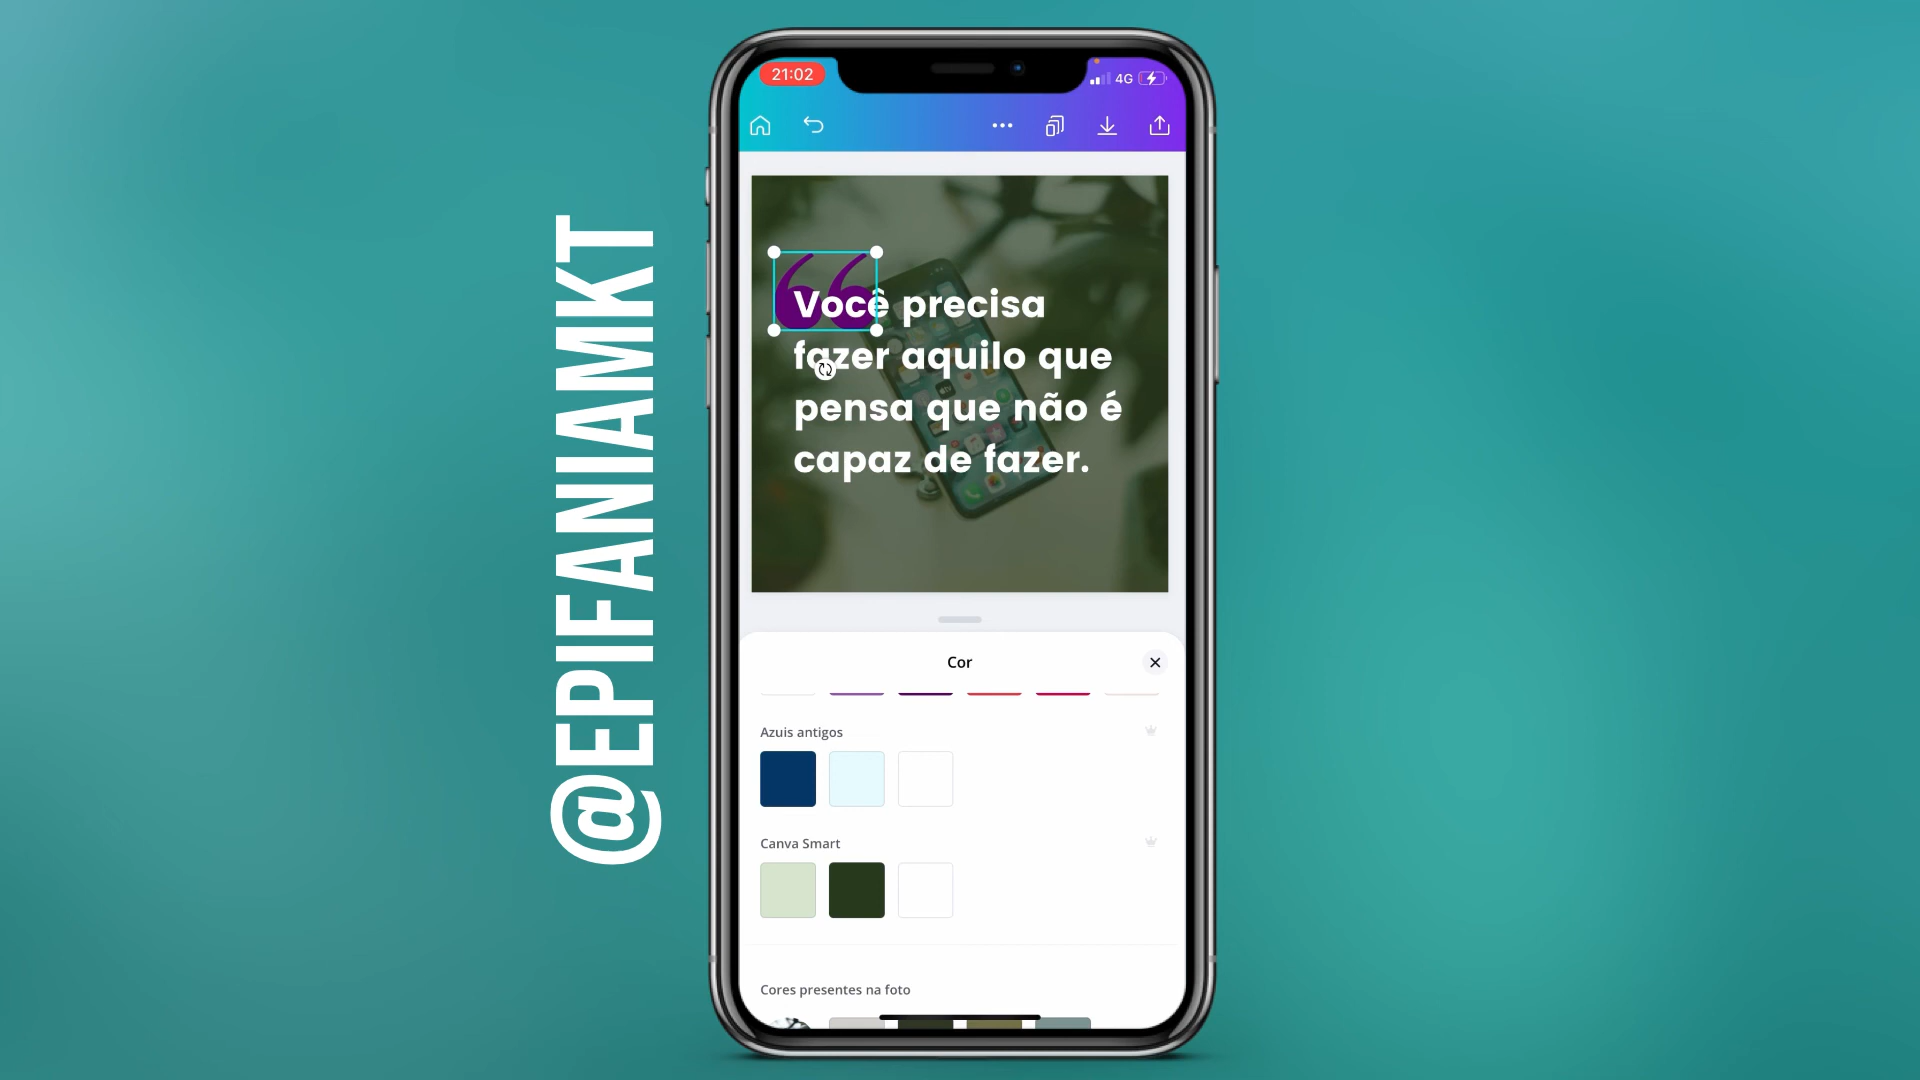 @EPIFANIAMKT
21:02
4G
“
Você precisa
fazer aquilo que
pensa que não é
capaz de fazer.
Cor
Azuis antigos
Canva Smart
Cores presentes na foto